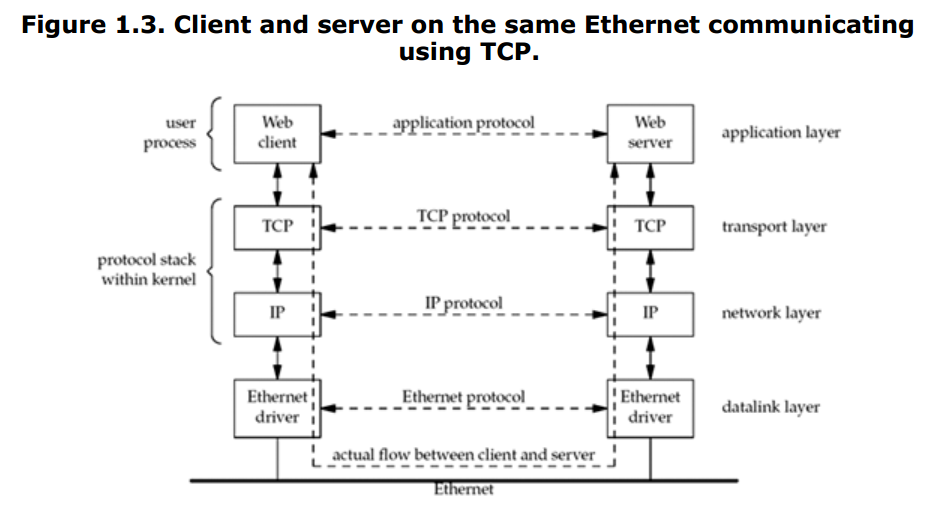 Figure 1.3. Client and server on the same Ethernet communicating
using TCP.
user
process
Web
client
application protocol
Web
server
application layer
TCP
TCP protocol
TCP
transport layer
protocol stack
within kernel
IP
IP protocol
IP
network layer
Ethernet
driver
Ethernet protocol
Ethernet
driver
datalink layer
actual flow between client and server
Ethernet